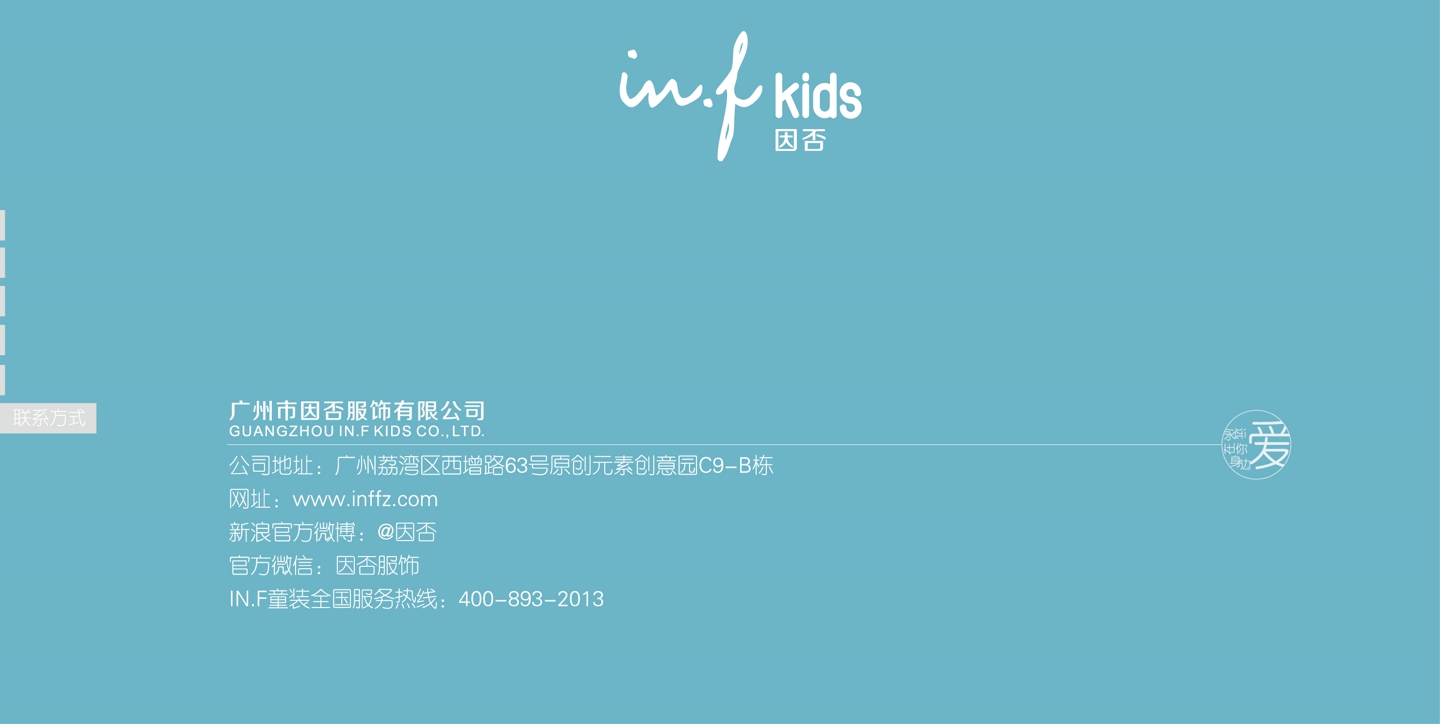 in.f kids
因否
联系方式
广州市因否服饰有限公司
GUANGZHOU IN.F KIDS CO.,LTD.
公司地址：广州荔湾区西增路63号原创元素创意园C9-B栋
网址：www.inffz.com
新浪官方微博：@因否
官方微信：因否服饰
IN.F童装全国服务热线：400-893-2013
爱
永恒
在你
身边